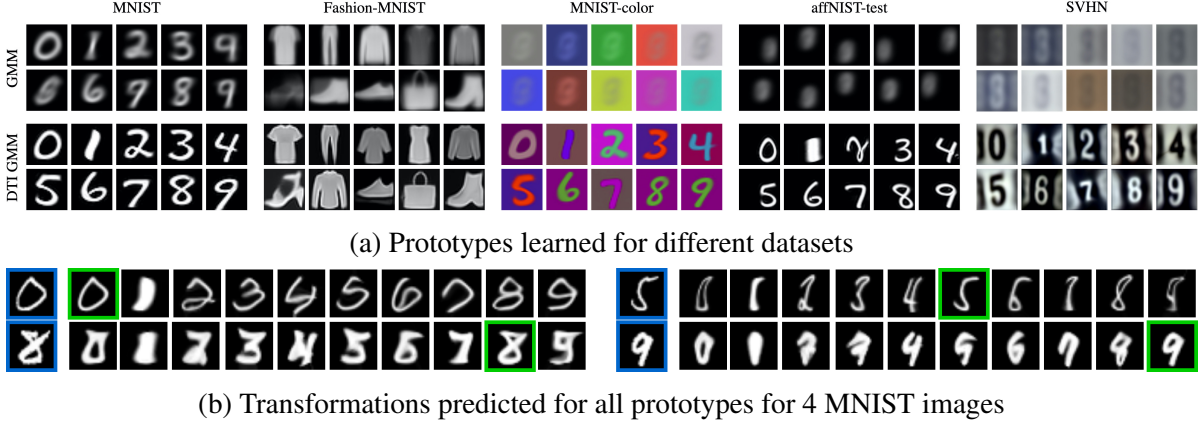 MNIST Fashion-MNIST MNIST-color affNIST-test SVHN
GMM
DTI GMM
(a) Prototypes learned for different datasets
(b) Transformations predicted for all prototypes for 4 MNIST images